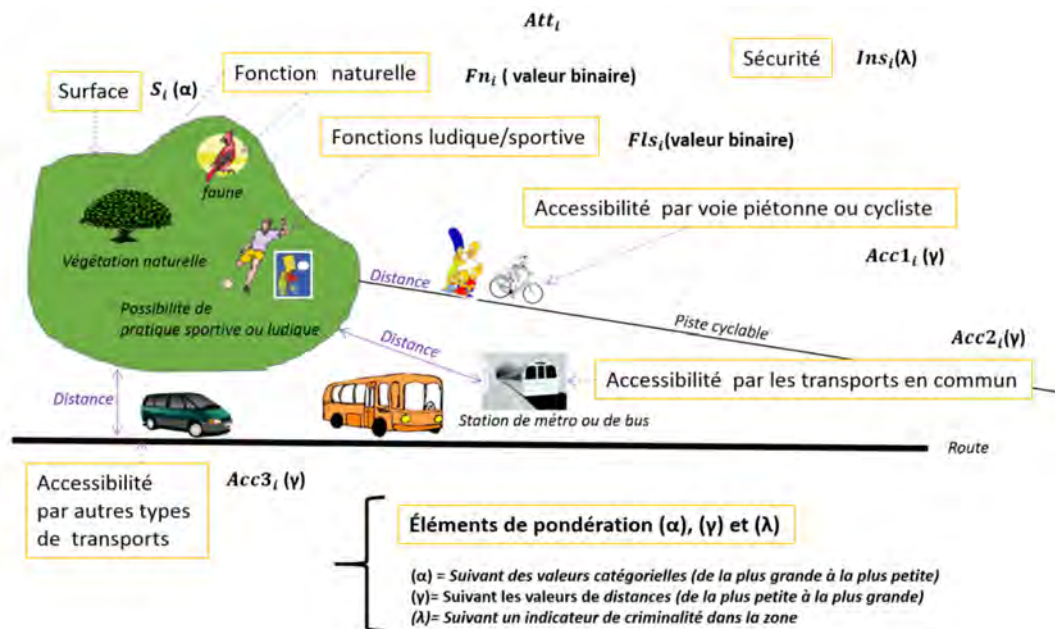 Att_i
Sécurité Ins_i(λ)
Fonction naturelle Fn_i ( valeur binaire)
Surface S_i (α)
Fonctions ludique/sportive Fls_i(valeur binaire)
faune
Accessibilité par voie piétonne ou cycliste
Végétation naturelle
Acc1_i (γ)
Distance
Possibilité de
pratique sportive ou ludique
Piste cyclable
Distance
Acc2_i(γ)
Accessibilité par les transports en commun
Distance
Station de métro ou de bus
Route
Accessibilité
par autres types
de transports
Acc3_i (γ)
Éléments de pondération (α), (γ) et (λ)
(α) = Suivant des valeurs catégorielles (de la plus grande à la plus petite)
(γ)= Suivant les valeurs de distances (de la plus petite à la plus grande)
(λ)= Suivant un indicateur de criminalité dans la zone